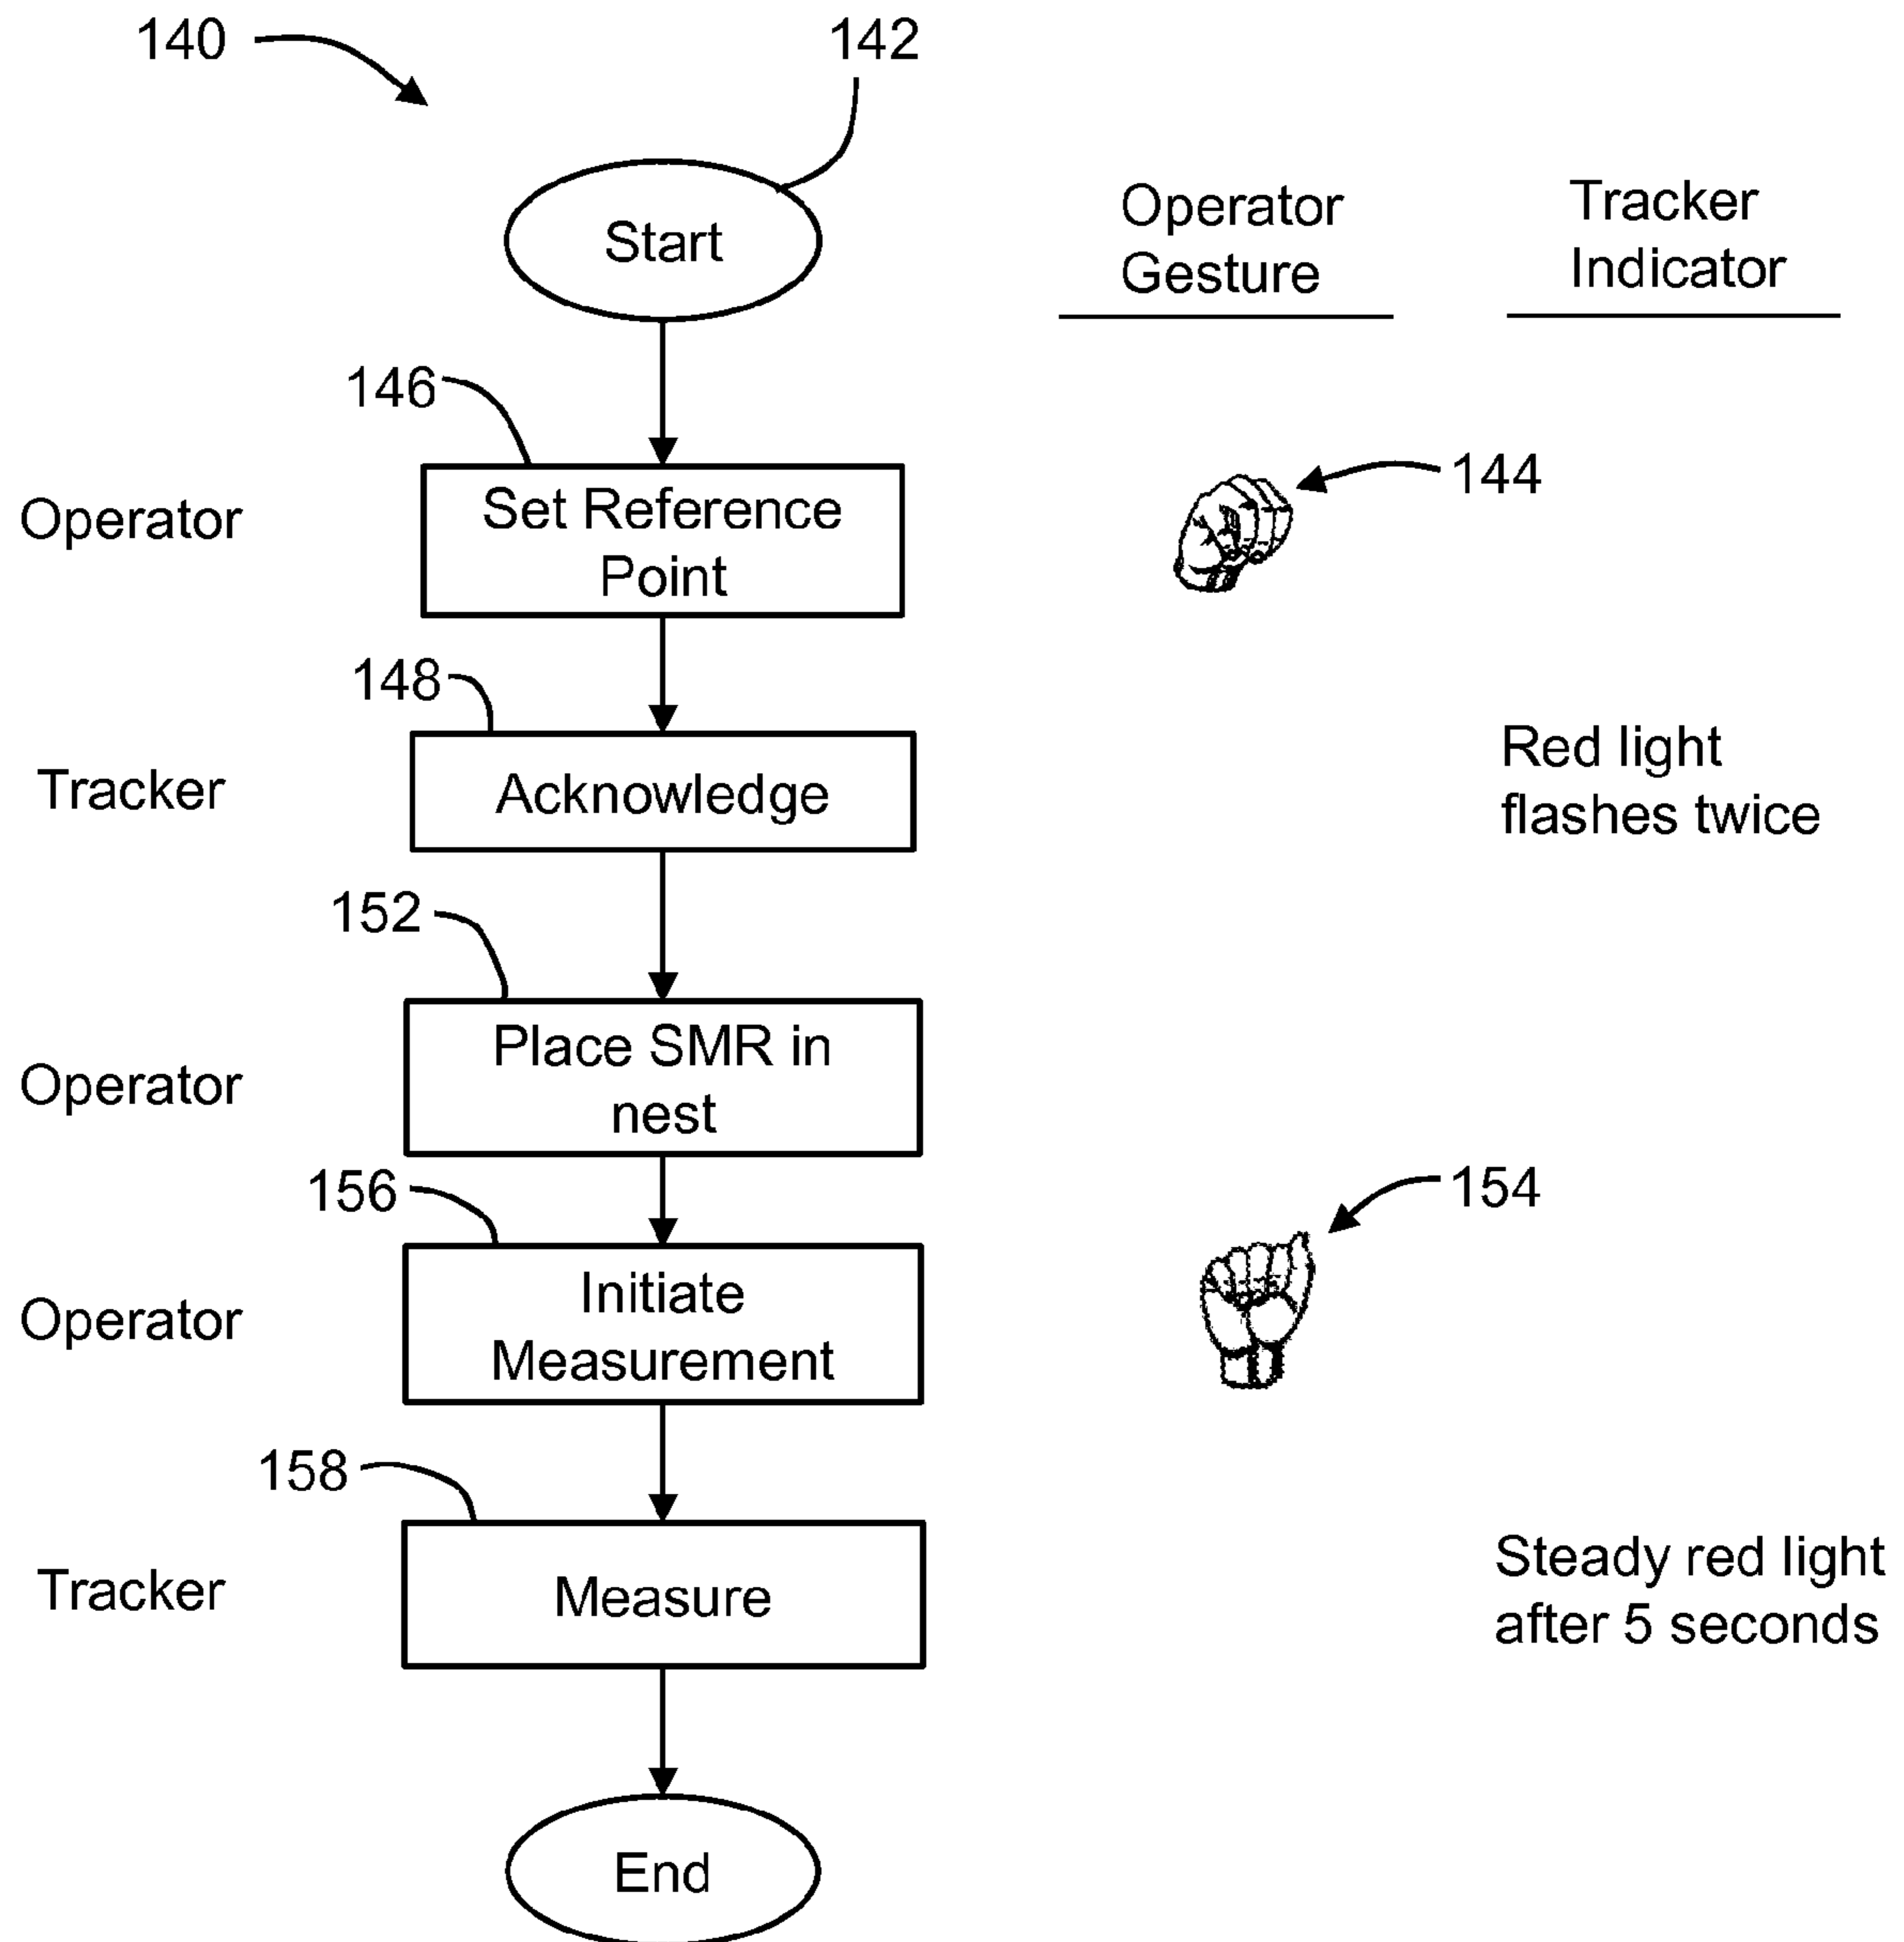 140
142
Start
Operator
Gesture
Tracker
Indicator
146
Operator
Set Reference
Point
144
148
Tracker
Acknowledge
Red light
flashes twice
152
Operator
Place SMR in
nest
156
154
Operator
Initiate
Measurement
158
Tracker
Measure
Steady red light
after 5 seconds
End